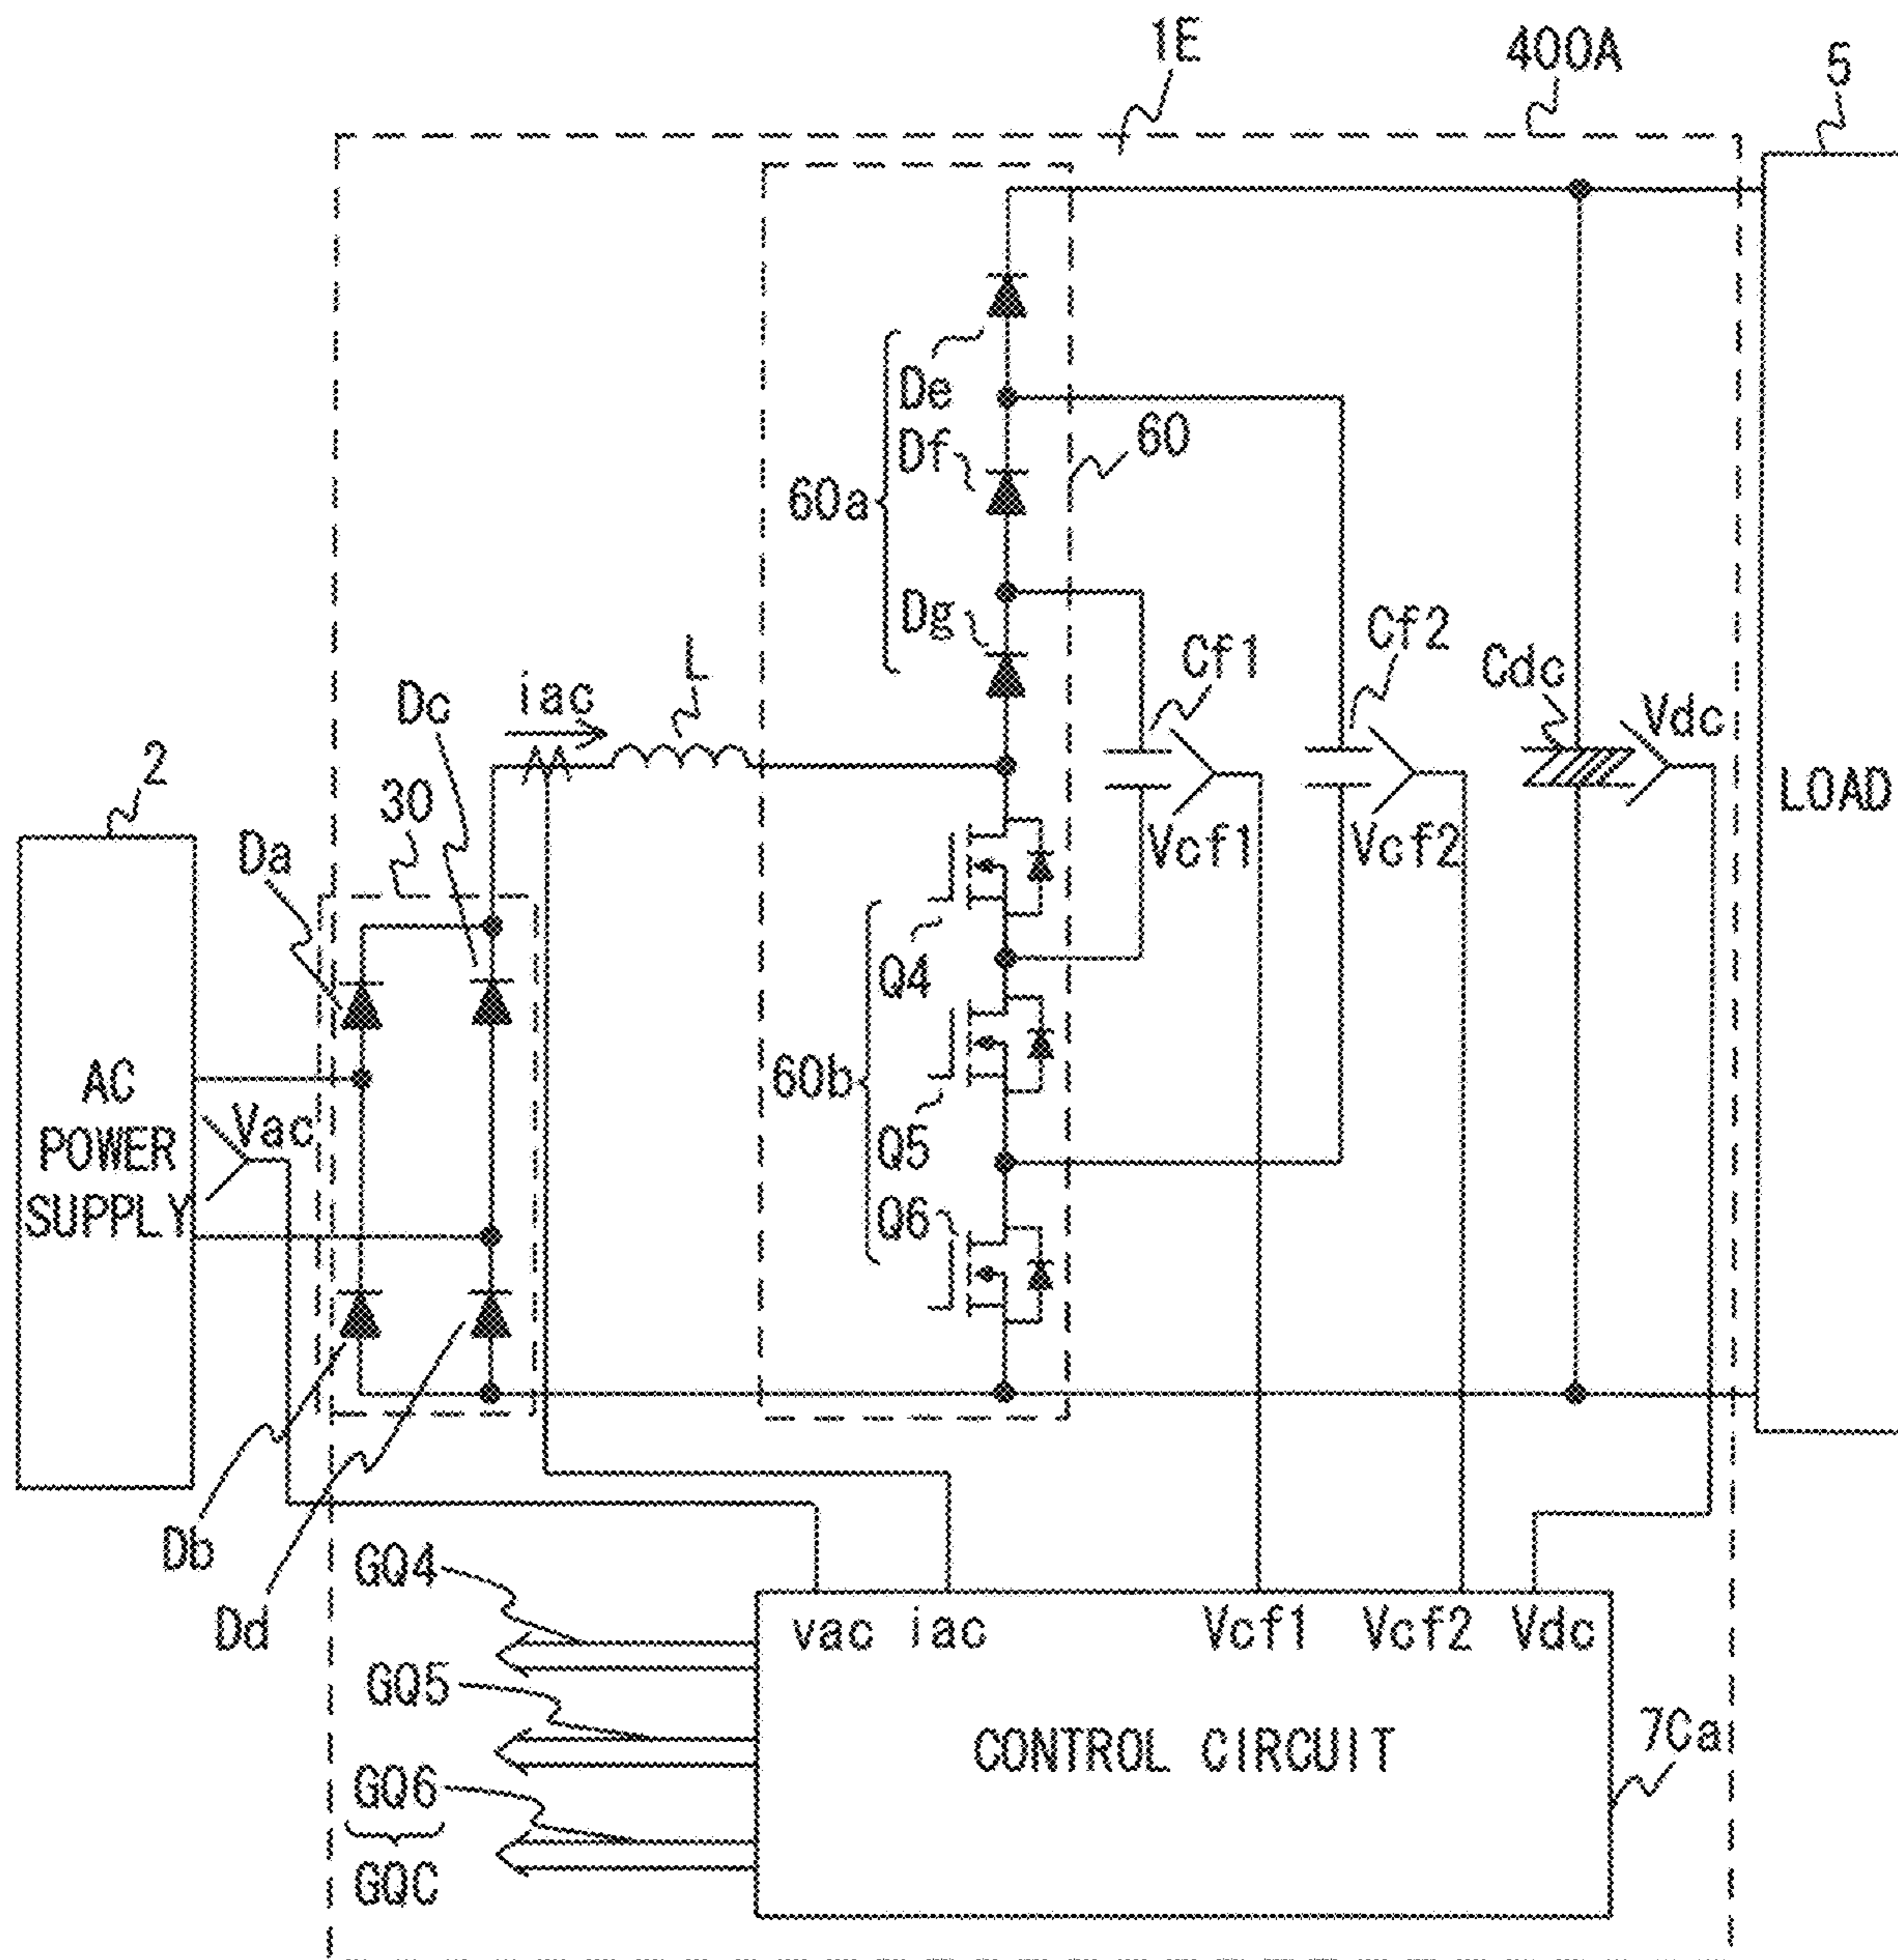 1E
400A
5
De
Df
60
60a
Dg
Cf1
Cf2
Cdc
Vdc
L
iac
Dc
2
30
Da
Vcf1
Vcf2
LOAD
Q4
60b
AC
POWER
SUPPLY
Vac
Q5
Q6
Db
Dd
GQ4
vac iac Vcf1 Vcf2 Vdc
GQ5
CONTROL CIRCUIT
7Ca
GQ6
GQC